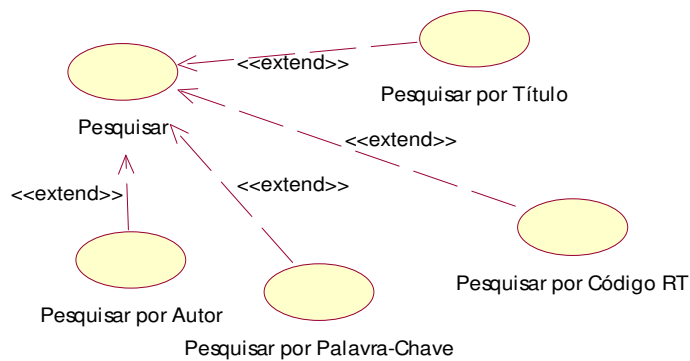 <<extend>>
Pesquisar por Título
Pesquisar
<<extend>>
<<extend>>
<<extend>>
Pesquisar por Código RT
Pesquisar por Autor
Pesquisar por Palavra-Chave